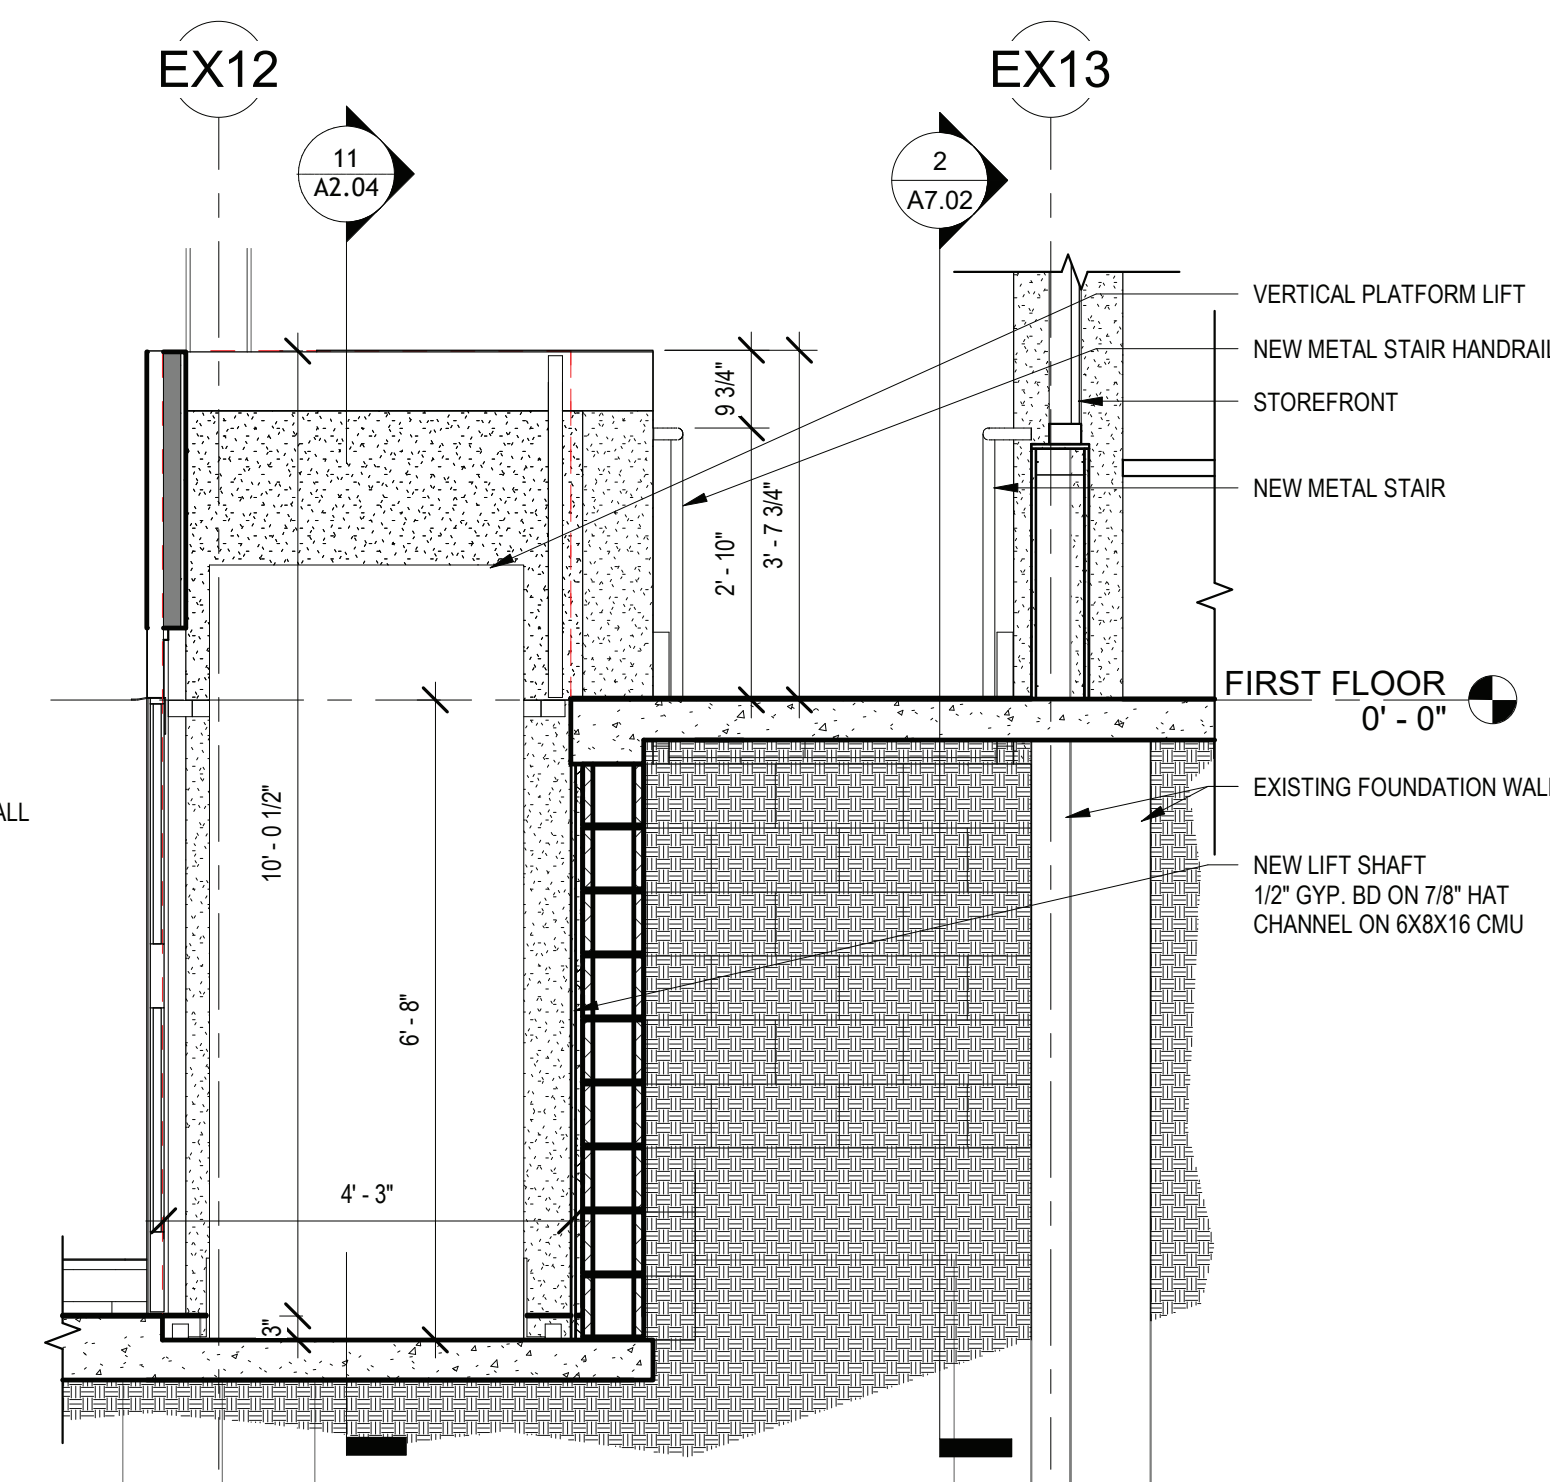 EX12
EX13
11
A2.04
2
A7.02
VERTICAL PLATFORM LIFT
NEW METAL STAIR HANDRAIL
STOREFRONT
9 3/4"
NEW METAL STAIR
2' - 10"
3' - 7 3/4"
FIRST FLOOR
0' - 0"
EXISTING FOUNDATION WALL
ALL
10' - 0 1/2"
NEW LIFT SHAFT
1/2" GYP. BD ON 7/8" HAT
CHANNEL ON 6X8X16 CMU
6' - 8"
4' - 3"
3"